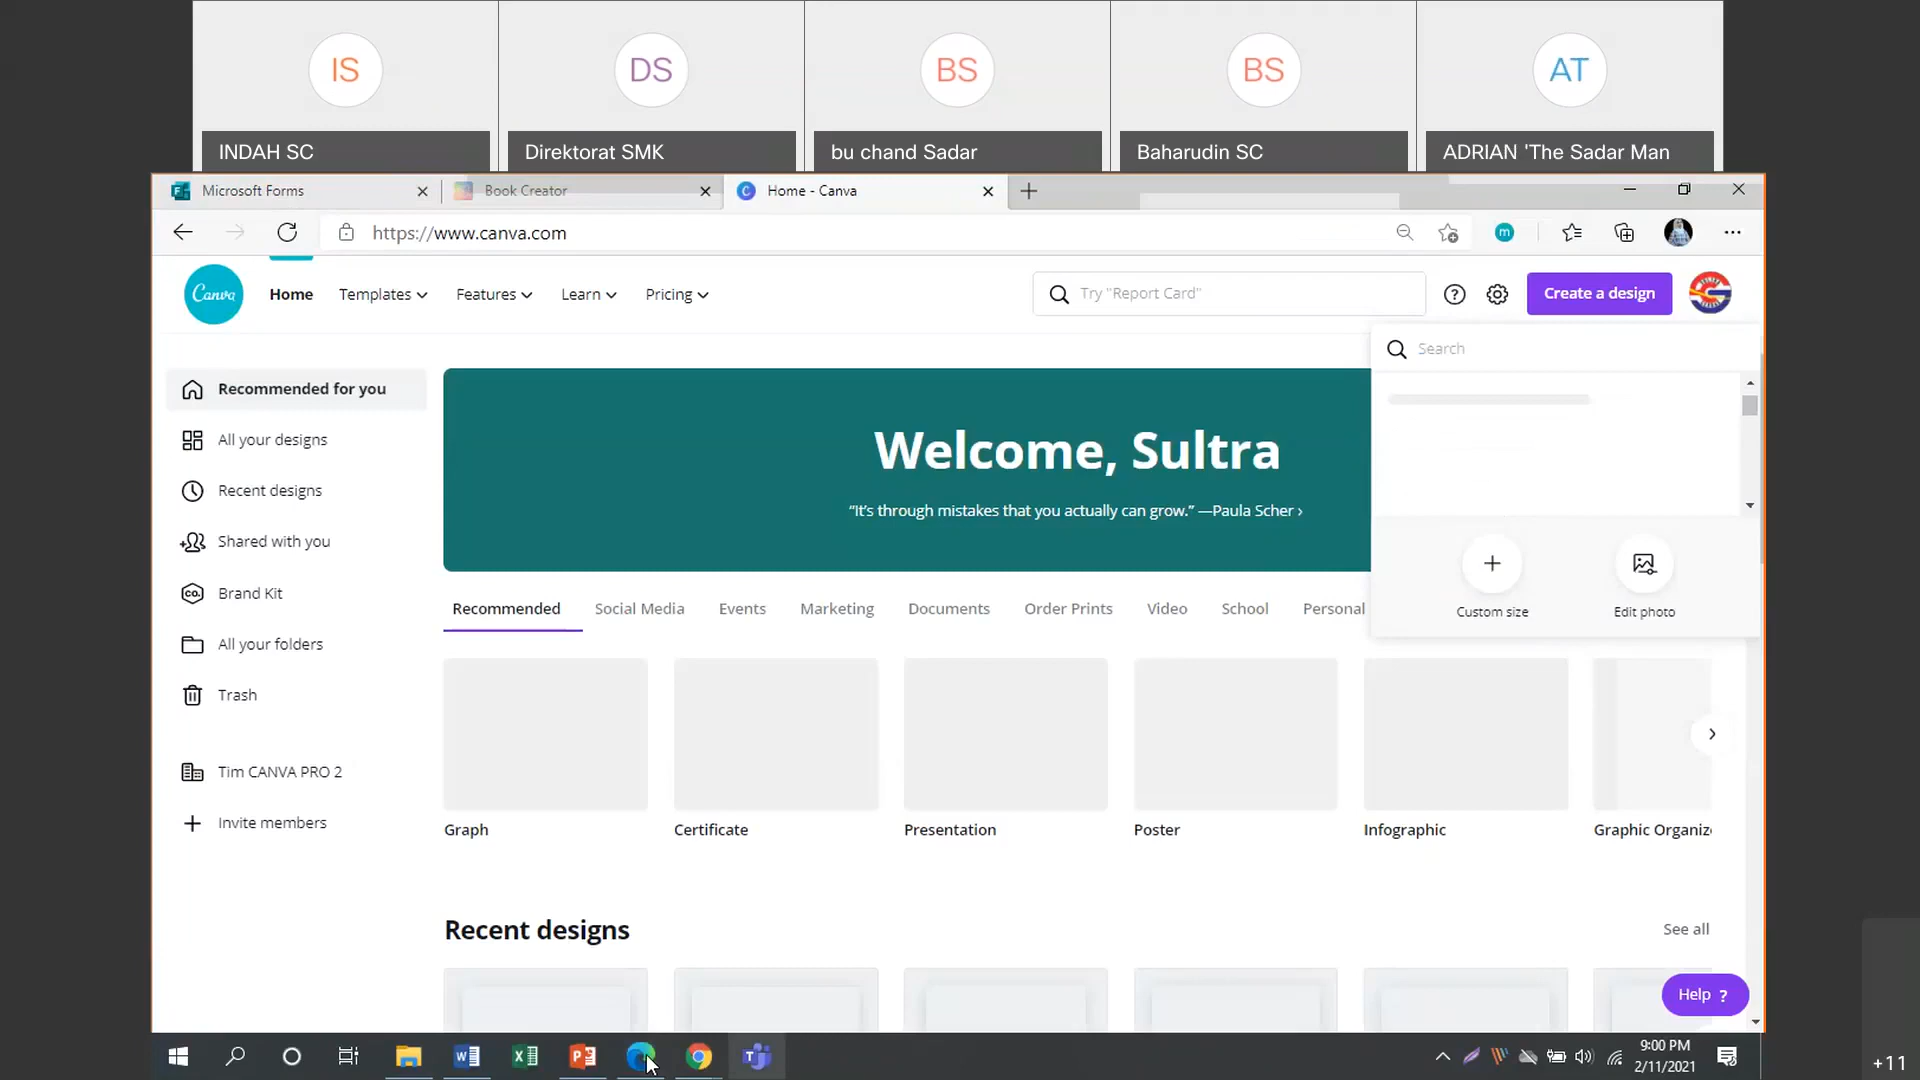 IS
DS
BS
BS
AT
INDAH SC
Direktorat SMK
bu chand Sadar
Baharudin SC
ADRIAN 'The Sadar Man
Microsoft Forms
Book Creator
Home - Canva
https://www.canva.com
m
Canva
Home
Templates
Features
Learn
Pricing
Try "Report Card"
Create a design
Search
Recommended for you
All your designs
Recent designs
Shared with you
Brand Kit
All your folders
Trash
Tim CANVA PRO 2
Invite members
Welcome, Sultra
“It’s through mistakes that you actually can grow.” —Paula Scher ›
Custom size
Edit photo
Recommended
Social Media
Events
Marketing
Documents
Order Prints
Video
School
Personal
Graph
Certificate
Presentation
Poster
Infographic
Graphic Organiz
Recent designs
See all
Help ?
9:00 PM
2/11/2021
+11